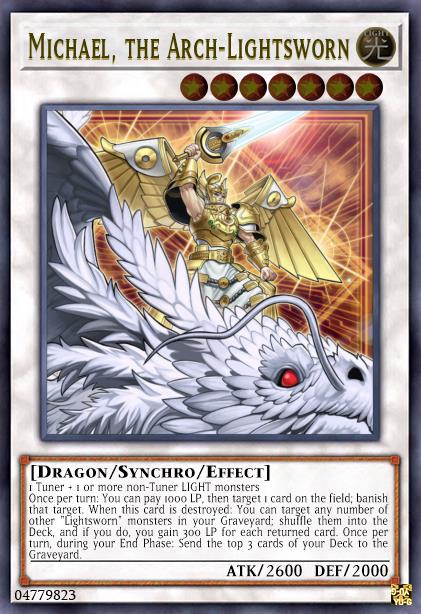 Michael, the Arch-Lightsworn
LIGHT
光
[Dragon/Synchro/Effect]
1 Tuner + 1 or more non-Tuner LIGHT monsters
Once per turn: You can pay 1000 LP, then target 1 card on the field; banish
that target. When this card is destroyed: You can target any number of
other "Lightsworn" monsters in your Graveyard; shuffle them into the
Deck, and if you do, you gain 300 LP for each returned card. Once per
turn, during your End Phase: Send the top 3 cards of your Deck to the
Graveyard.
ATK/2600 DEF/2000
04779823